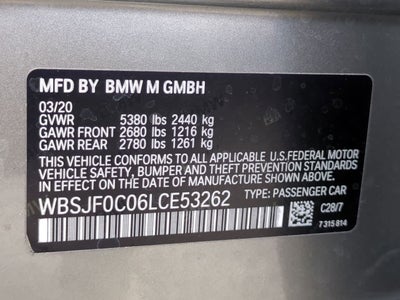 MFD BY BMW M GMBH
03/20
GVWR 5380 lbs 2440 kg
GAWR FRONT 2680 lbs 1216 kg
GAWR REAR 2780 lbs 1261 kg
THIS VEHICLE CONFORMS TO ALL APPLICABLE U.S. FEDERAL MOTOR
VEHICLE SAFETY, BUMPER AND THEFT PREVENTION STANDARDS
IN EFFECT ON THE DATE OF MANUFACTURE SHOWN ABOVE.
WBSJF0C06LCE53262 TYPE: PASSENGER CAR
C28/7
7 315 814